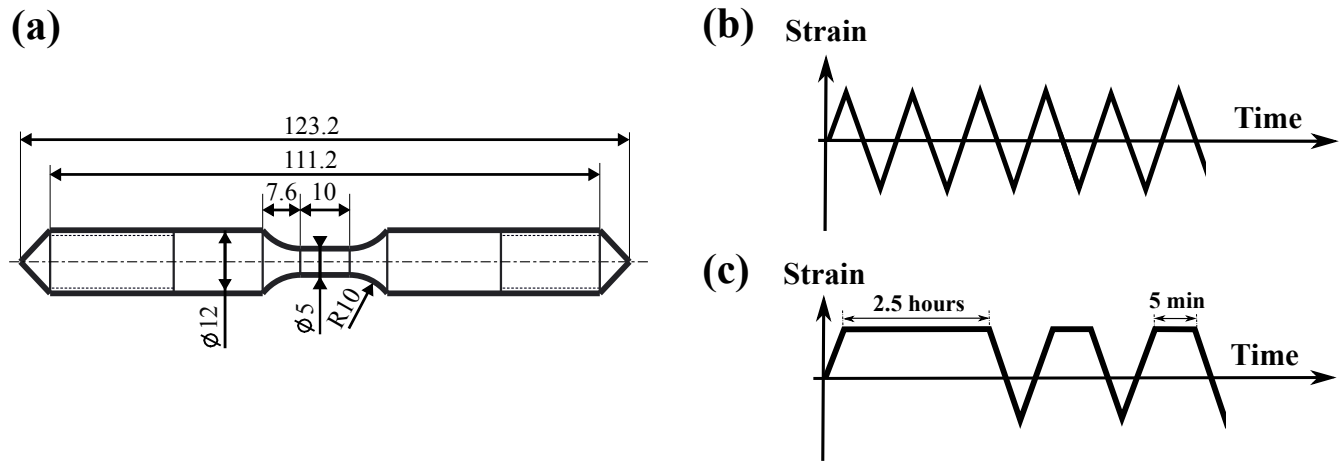 (a)
123.2
111.2
7.6
10
ϕ12
ϕ5
R10
(b)
Strain
Time
(c)
Strain
2.5 hours
5 min
Time